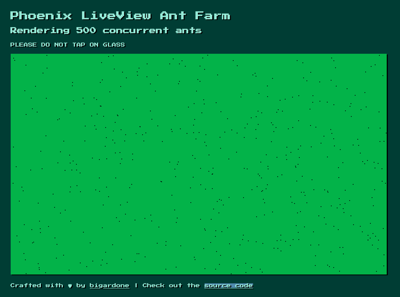 Phoenix LiveView Ant Farm
Rendering 500 concurrent ants
PLEASE DO NOT TAP ON GLASS
Crafted with ♥ by bigardone | Check out the source code